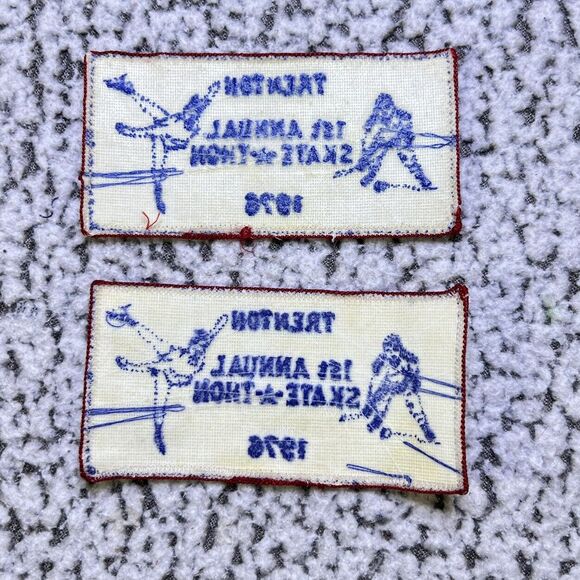 TRENTON
1St ANNUAL
SKATE☆THON
1976
TRENTON
1St ANNUAL
SKATE☆THON
1976